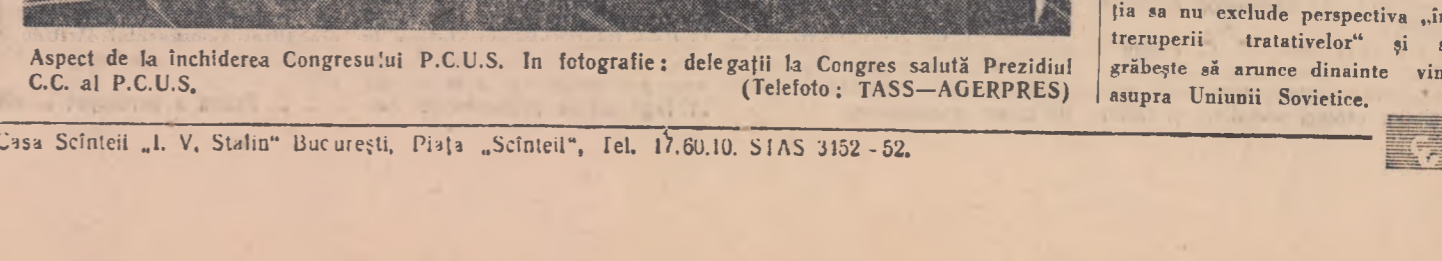 Aspect de la închiderea Congresului P.C.U.S. In fotografie: delegații la Congres salută Prezidiul
C.C. al P.C.U.S.
(Telefoto: TASS—AGERPRES)
ția sa nu exclude perspectiva
treruperii tratativelor“ și
grăbește să arunce dinainte
asupra Uniunii Sovietice.
Casa Scînteii „I. V. Stalin“ București, Piața „Scînteii“, Tel. 17.60.10. STAS 3152 - 52.